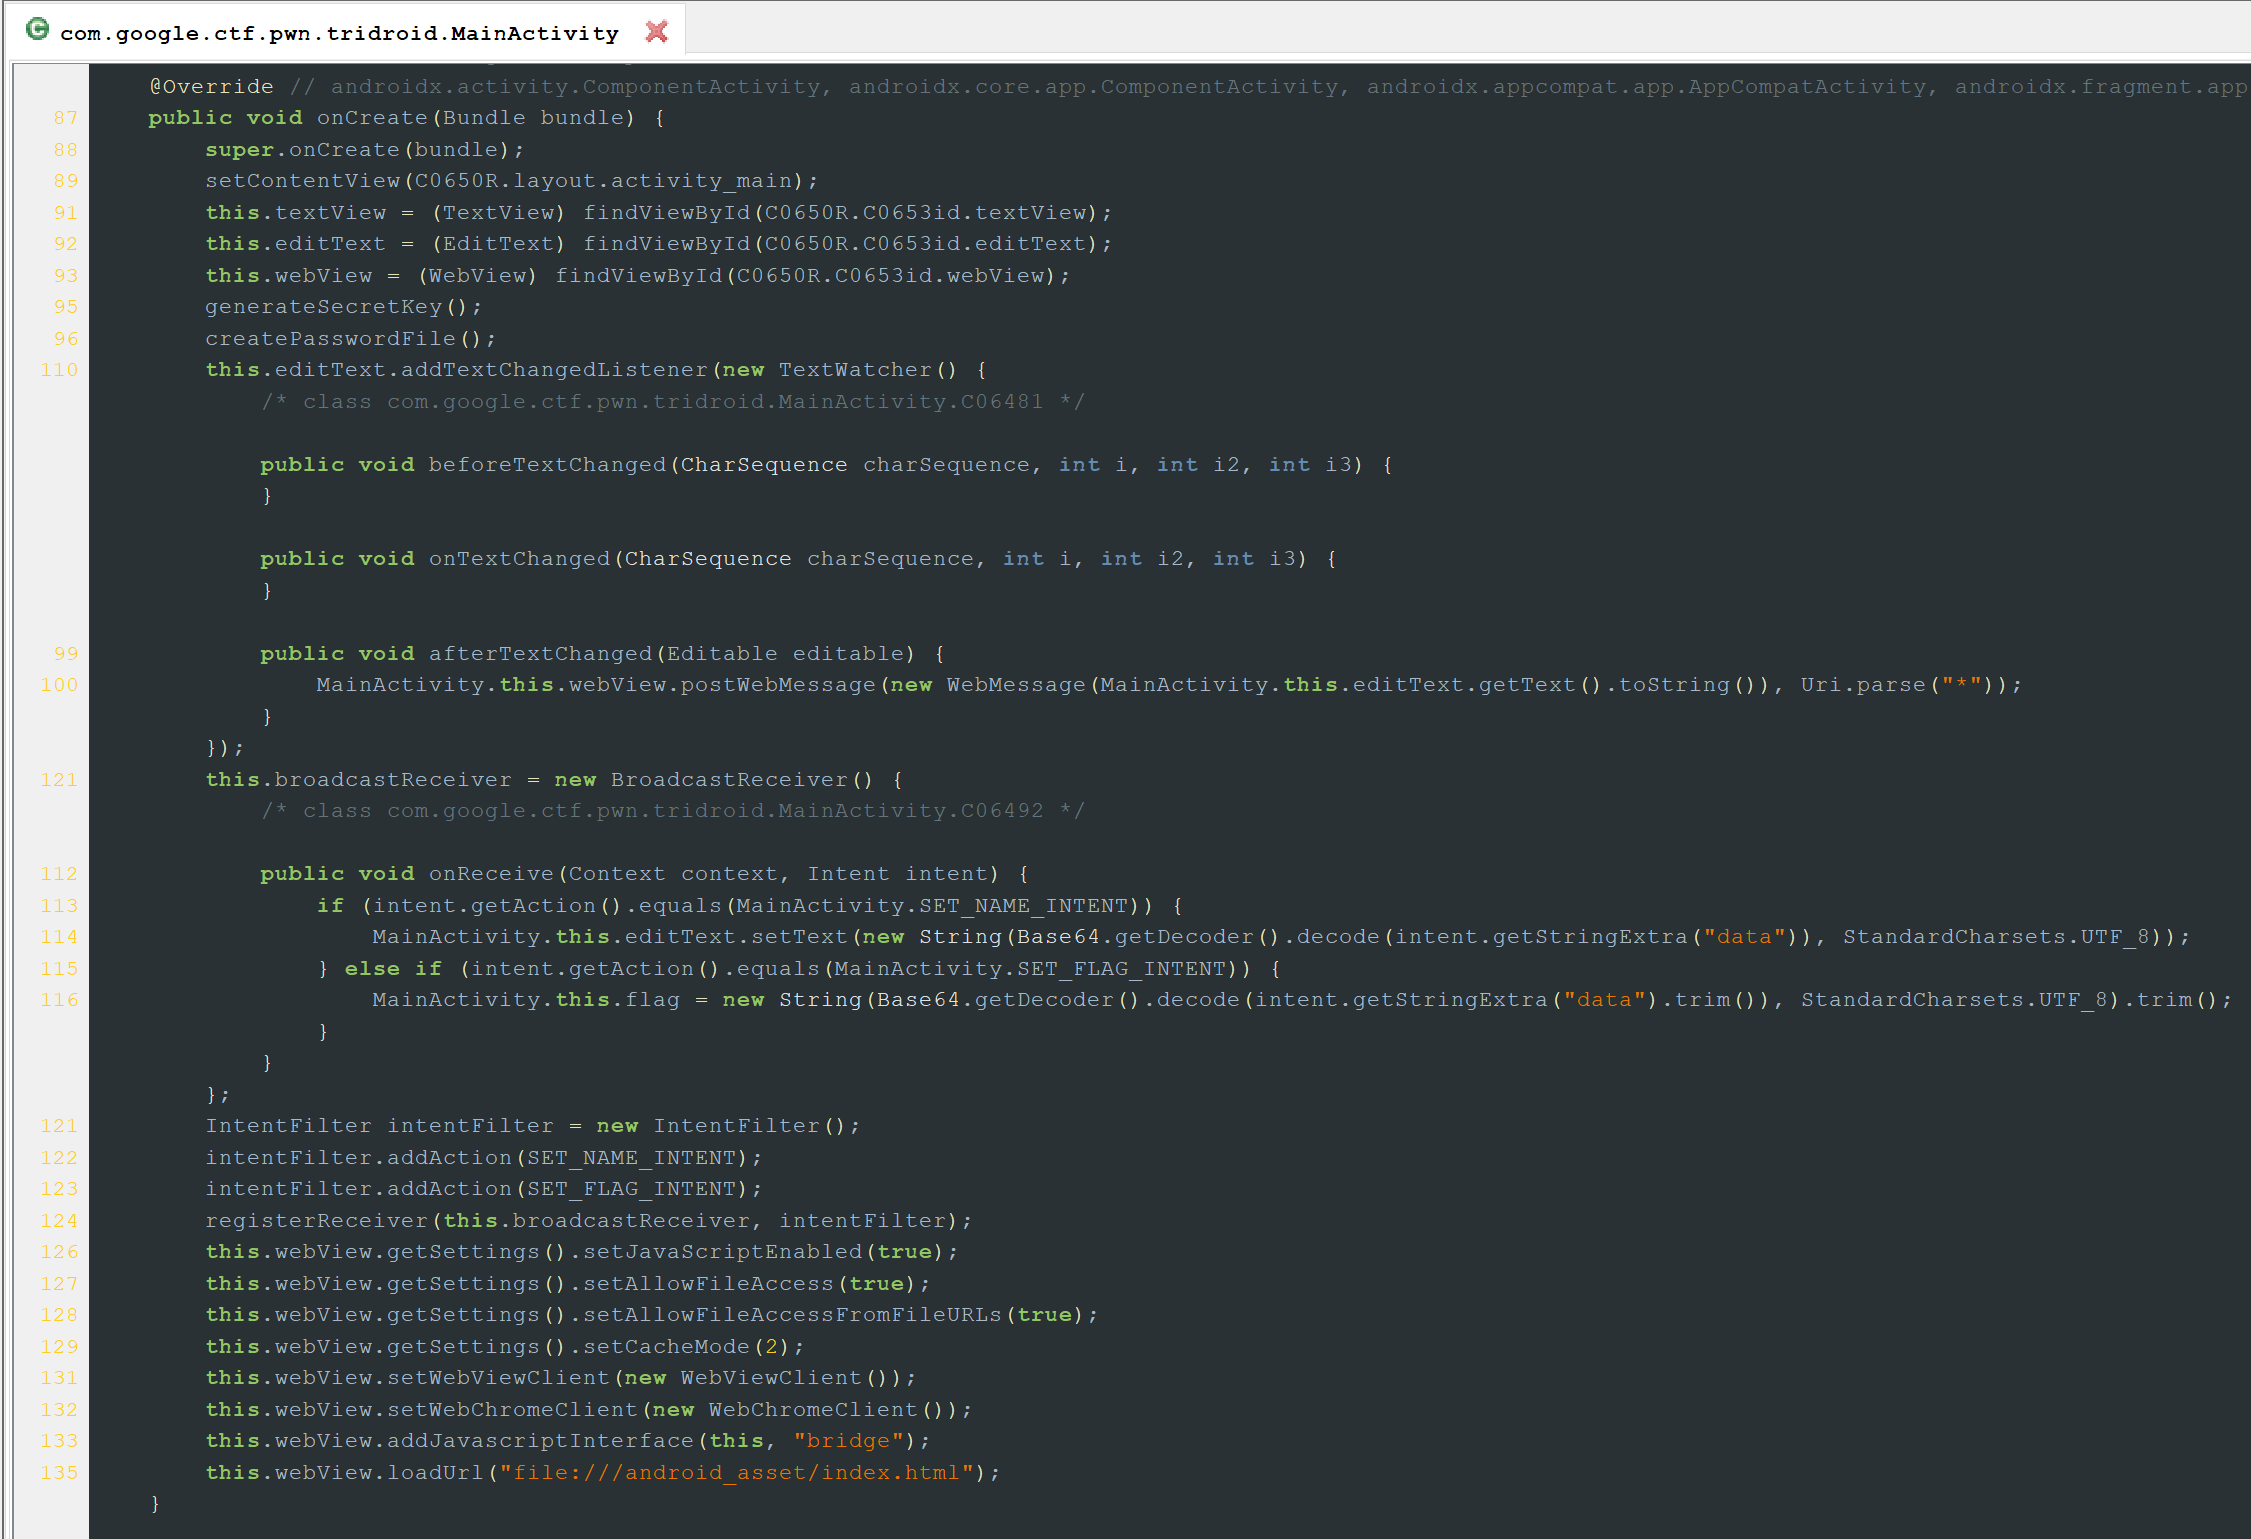 com.google.ctf.pwn.tridroid.MainActivity
@Override // androidx.activity.ComponentActivity, androidx.core.app.ComponentActivity, androidx.appcompat.app.AppCompatActivity, androidx.fragment.app
87 public void onCreate(Bundle bundle) {
88 super.onCreate(bundle);
89 setContentView(C0650R.layout.activity_main);
91 this.textView = (TextView) findViewById(C0650R.C0653id.textView);
92 this.editText = (EditText) findViewById(C0650R.C0653id.editText);
93 this.webView = (WebView) findViewById(C0650R.C0653id.webView);
95 generateSecretKey();
96 createPasswordFile();
110 this.editText.addTextChangedListener(new TextWatcher() {
/* class com.google.ctf.pwn.tridroid.MainActivity.C06481 */
public void beforeTextChanged(CharSequence charSequence, int i, int i2, int i3) {
}
public void onTextChanged(CharSequence charSequence, int i, int i2, int i3) {
}
99 public void afterTextChanged(Editable editable) {
100 MainActivity.this.webView.postWebMessage(new WebMessage(MainActivity.this.editText.getText().toString()), Uri.parse("*"));
}
});
121 this.broadcastReceiver = new BroadcastReceiver() {
/* class com.google.ctf.pwn.tridroid.MainActivity.C06492 */
112 public void onReceive(Context context, Intent intent) {
113 if (intent.getAction().equals(MainActivity.SET_NAME_INTENT)) {
114 MainActivity.this.editText.setText(new String(Base64.getDecoder().decode(intent.getStringExtra("data")), StandardCharsets.UTF_8));
115 } else if (intent.getAction().equals(MainActivity.SET_FLAG_INTENT)) {
116 MainActivity.this.flag = new String(Base64.getDecoder().decode(intent.getStringExtra("data").trim()), StandardCharsets.UTF_8).trim();
}
}
};
121 IntentFilter intentFilter = new IntentFilter();
122 intentFilter.addAction(SET_NAME_INTENT);
123 intentFilter.addAction(SET_FLAG_INTENT);
124 registerReceiver(this.broadcastReceiver, intentFilter);
126 this.webView.getSettings().setJavaScriptEnabled(true);
127 this.webView.getSettings().setAllowFileAccess(true);
128 this.webView.getSettings().setAllowFileAccessFromFileURLs(true);
129 this.webView.getSettings().setCacheMode(2);
131 this.webView.setWebViewClient(new WebViewClient());
132 this.webView.setWebChromeClient(new WebChromeClient());
133 this.webView.addJavascriptInterface(this, "bridge");
135 this.webView.loadUrl("file:///android_asset/index.html");
}